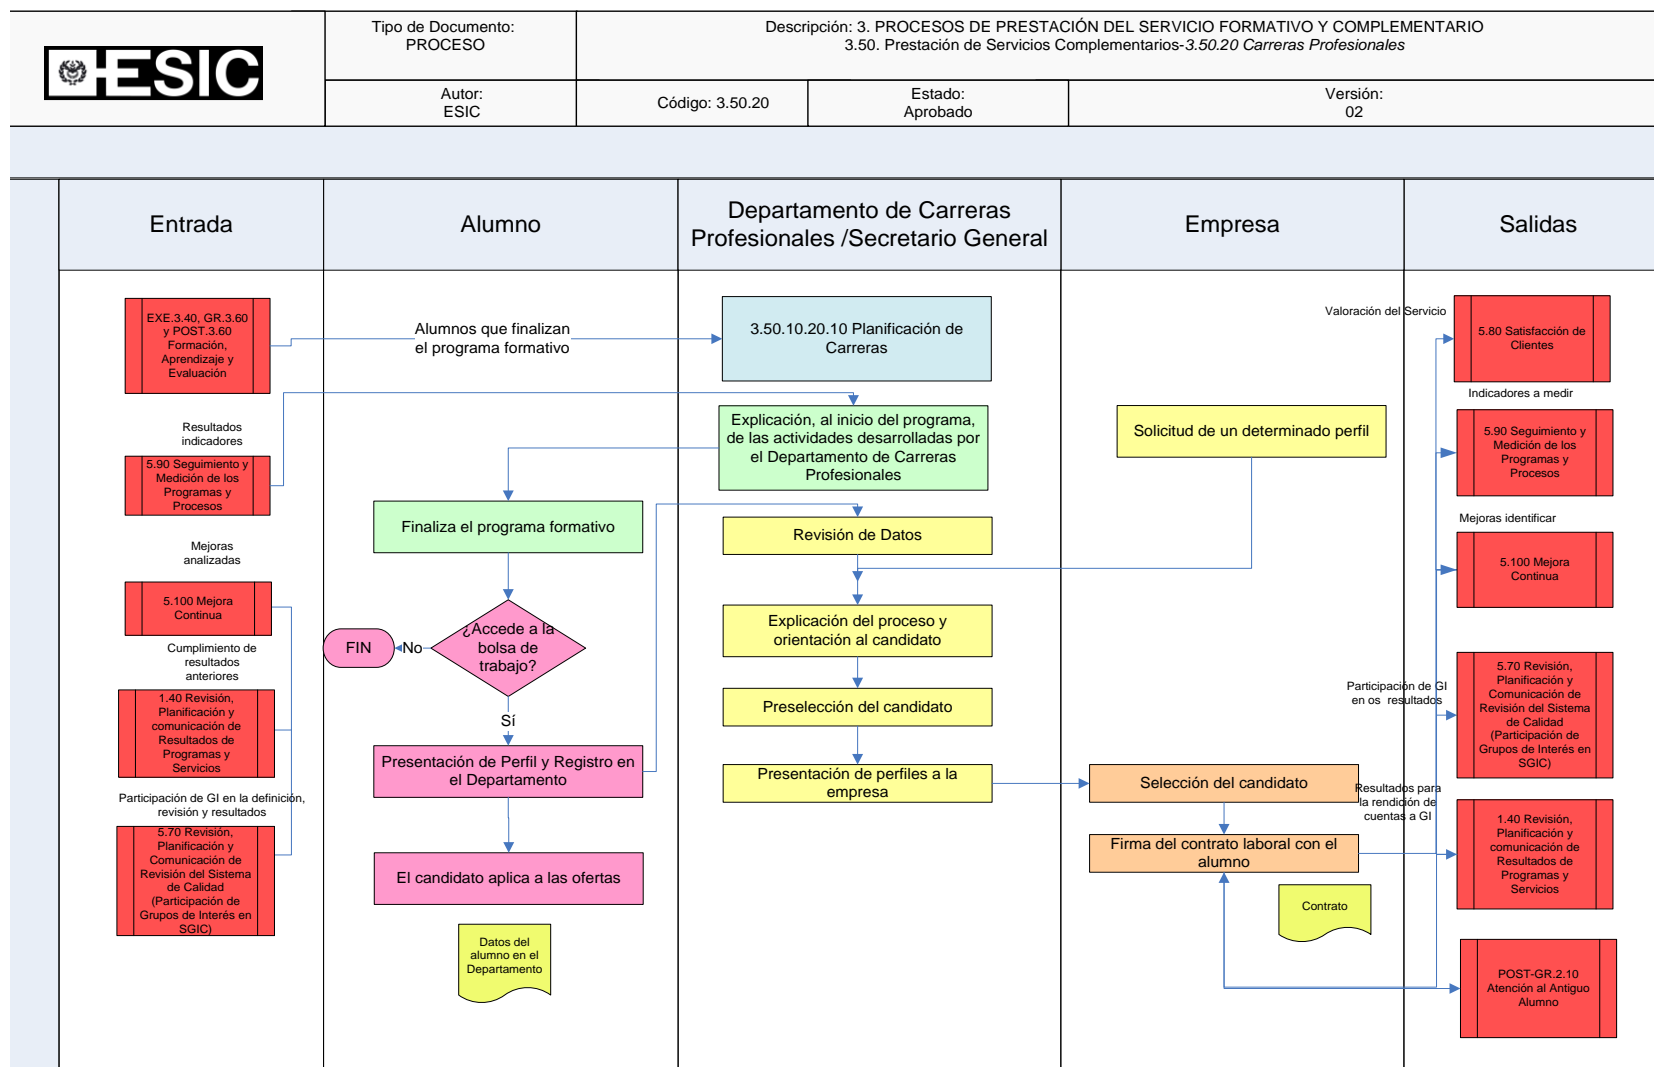 ESIC
Tipo de Documento:
PROCESO
Descripción: 3. PROCESOS DE PRESTACIÓN DEL SERVICIO FORMATIVO Y COMPLEMENTARIO
3.50. Prestación de Servicios Complementarios-3.50.20 Carreras Profesionales
Autor:
ESIC
Código: 3.50.20
Estado:
Aprobado
Versión:
02
Entrada
Alumno
Departamento de Carreras
Profesionales /Secretario General
Empresa
Salidas
EXE.3.40, GR.3.60
y POST.3.60
Formación,
Aprendizaje y
Evaluación
Resultados
indicadores
5.90 Seguimiento y
Medición de los
Programas y
Procesos
Mejoras
analizadas
5.100 Mejora
Continua
Cumplimiento de
resultados
anteriores
1.40 Revisión,
Planificación y
comunicación de
Resultados de
Programas y
Servicios
Participación de GI en la definición,
revisión y resultados
5.70 Revisión,
Planificación y
Comunicación de
Revisión del Sistema
de Calidad
(Participación de
Grupos de Interés en
SGIC)
Alumnos que finalizan
el programa formativo
Finaliza el programa formativo
¿Accede a la
bolsa de
trabajo?
No
FIN
Sí
Presentación de Perfil y Registro en
el Departamento
El candidato aplica a las ofertas
Datos del
alumno en el
Departamento
3.50.10.20.10 Planificación de
Carreras
Explicación, al inicio del programa,
de las actividades desarrolladas por
el Departamento de Carreras
Profesionales
Revisión de Datos
Explicación del proceso y
orientación al candidato
Preselección del candidato
Presentación de perfiles a la
empresa
Solicitud de un determinado perfil
Selección del candidato
Firma del contrato laboral con el
alumno
Contrato
Valoración del Servicio
5.80 Satisfacción de
Clientes
Indicadores a medir
5.90 Seguimiento y
Medición de los
Programas y
Procesos
Mejoras identificar
5.100 Mejora
Continua
Participación de GI
en os  resultados
5.70 Revisión,
Planificación y
Comunicación de
Revisión del Sistema
de Calidad
(Participación de
Grupos de Interés en
SGIC)
Resultados para
la rendición de
cuentas a GI
1.40 Revisión,
Planificación y
comunicación de
Resultados de
Programas y
Servicios
POST-GR.2.10
Atención al Antiguo
Alumno